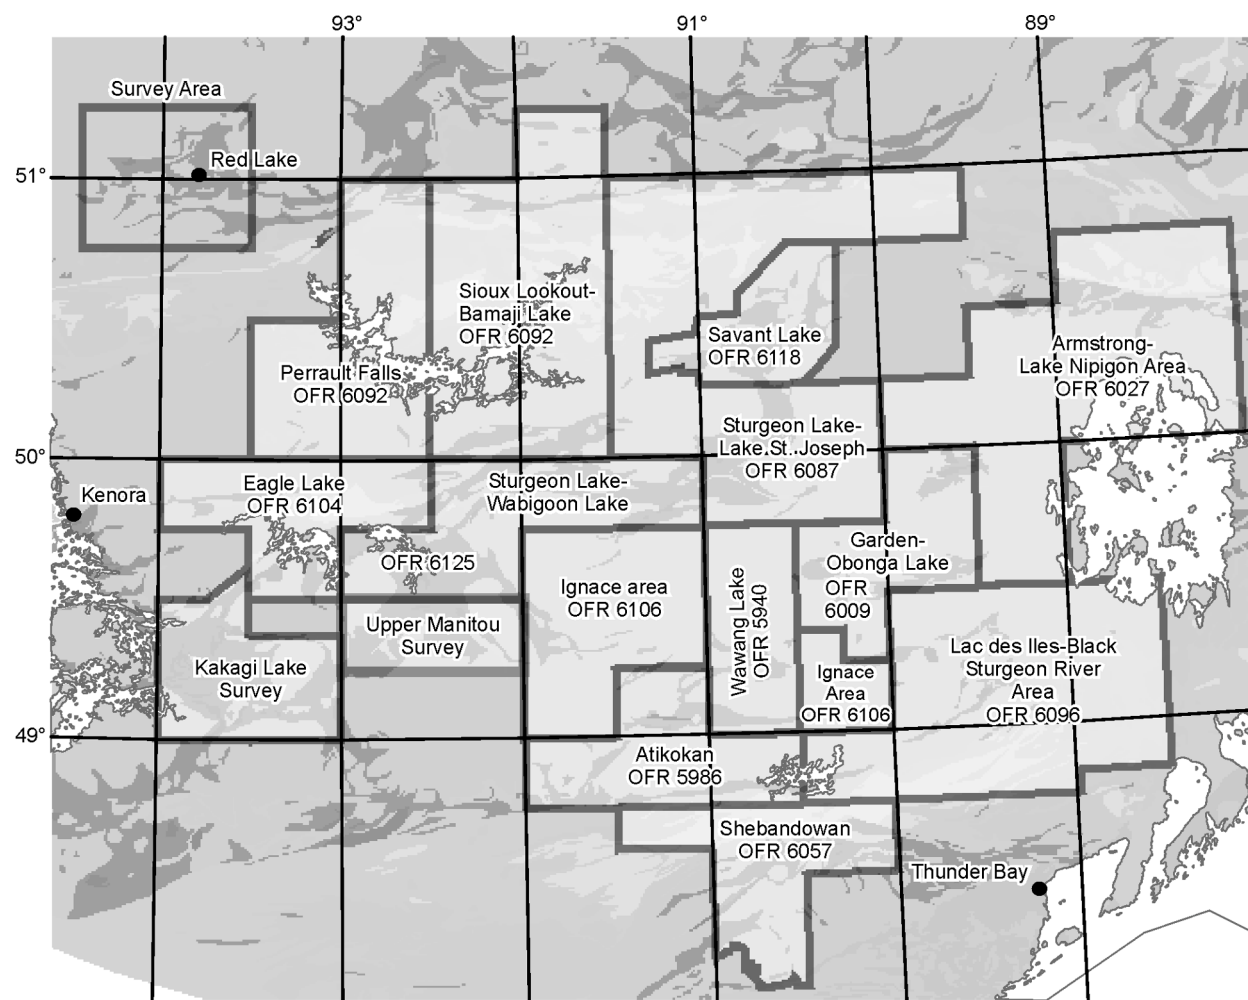 93°
91°
89°
Survey Area
Red Lake
51°
Sioux Lookout-
Bamaji Lake
OFR 6092
Savant Lake
OFR 6118
Armstrong-
Lake Nipigon Area
OFR 6027
Perrault Falls
OFR 6092
Sturgeon Lake-
Lake St. Joseph
OFR 6087
50°
Kenora
Eagle Lake
OFR 6104
Sturgeon Lake-
Wabigoon Lake
OFR 6125
Garden-
Obonga Lake
OFR
6009
Ignace area
OFR 6106
Wawang Lake
OFR 5940
Upper Manitou
Survey
Kakagi Lake
Survey
Ignace
Area
OFR 6106
Lac des Iles-Black
Sturgeon River
Area
OFR 6096
49°
Atikokan
OFR 5986
Shebandowan
OFR 6057
Thunder Bay